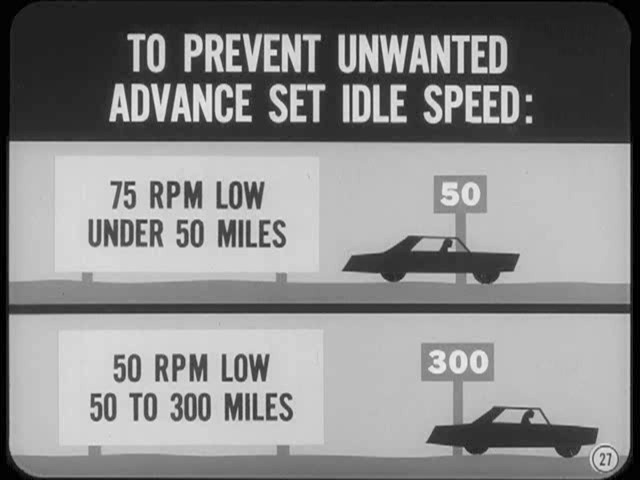 TO PREVENT UNWANTED
ADVANCE SET IDLE SPEED:
75 RPM LOW
UNDER 50 MILES
50
50 RPM LOW
50 TO 300 MILES
300
27